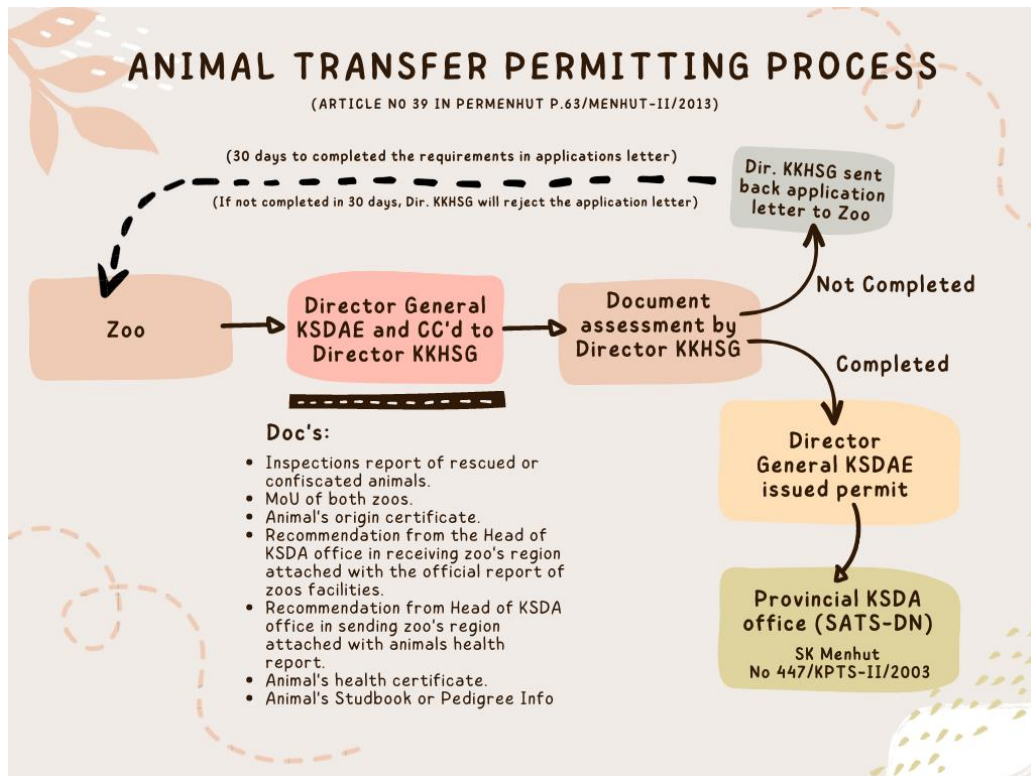 ANIMAL TRANSFER PERMITTING PROCESS
(ARTICLE NO 39 IN PERMENHUT P.63/MENHUT-II/2013)
(30 days to completed the requirements in applications letter)
(If not completed in 30 days, Dir. KKHSG will reject the application letter)
Dir. KKHSG sent
back application
letter to Zoo
Zoo
Director General
KSDAE and CC'd to
Director KKHSG
Document
assessment by
Director KKHSG
Not Completed
Completed
Director
General KSDAE
issued permit
Provincial KSDA
office (SATS-DN)
SK Menhut
No 447/KPTS-II/2003
Doc's:
• Inspections report of rescued or
confiscated animals.
• MoU of both zoos.
• Animal's origin certificate.
• Recommendation from the Head of
KSDA office in receiving zoo's region
attached with the official report of
zoos facilities.
• Recommendation from Head of KSDA
office in sending zoo's region
attached with animals health
report.
• Animal's health certificate.
• Animal's Studbook or Pedigree Info